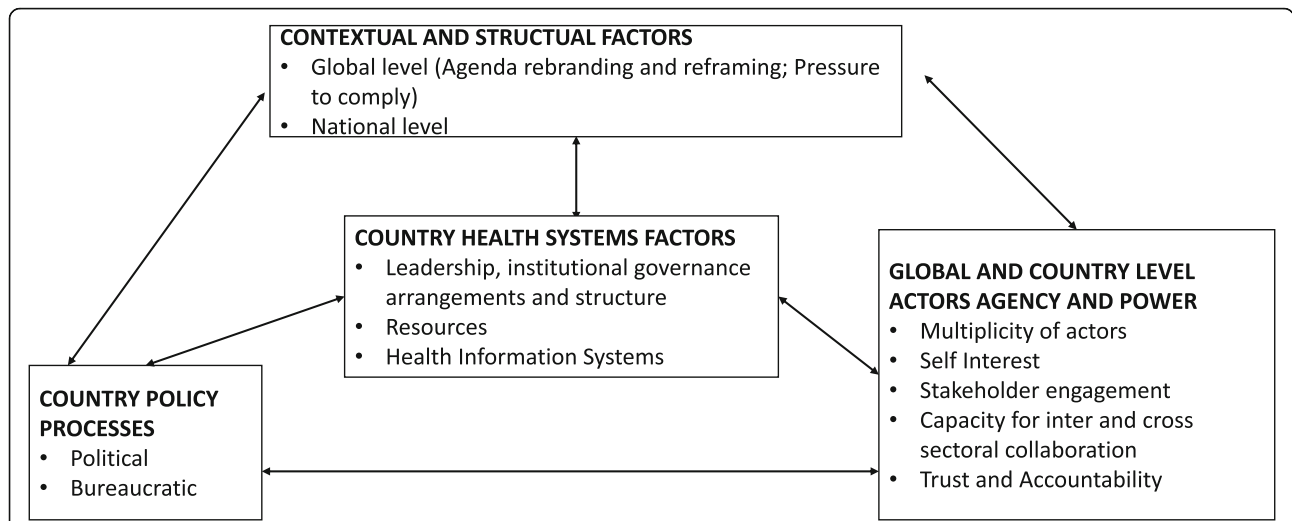 CONTEXTUAL AND STRUCTUAL FACTORS
• Global level (Agenda rebranding and reframing; Pressure
to comply)
• National level
COUNTRY HEALTH SYSTEMS FACTORS
• Leadership, institutional governance
arrangements and structure
• Resources
• Health Information Systems
GLOBAL AND COUNTRY LEVEL
ACTORS AGENCY AND POWER
• Multiplicity of actors
• Self Interest
• Stakeholder engagement
• Capacity for inter and cross
sectoral collaboration
• Trust and Accountability
COUNTRY POLICY
PROCESSES
• Political
• Bureaucratic